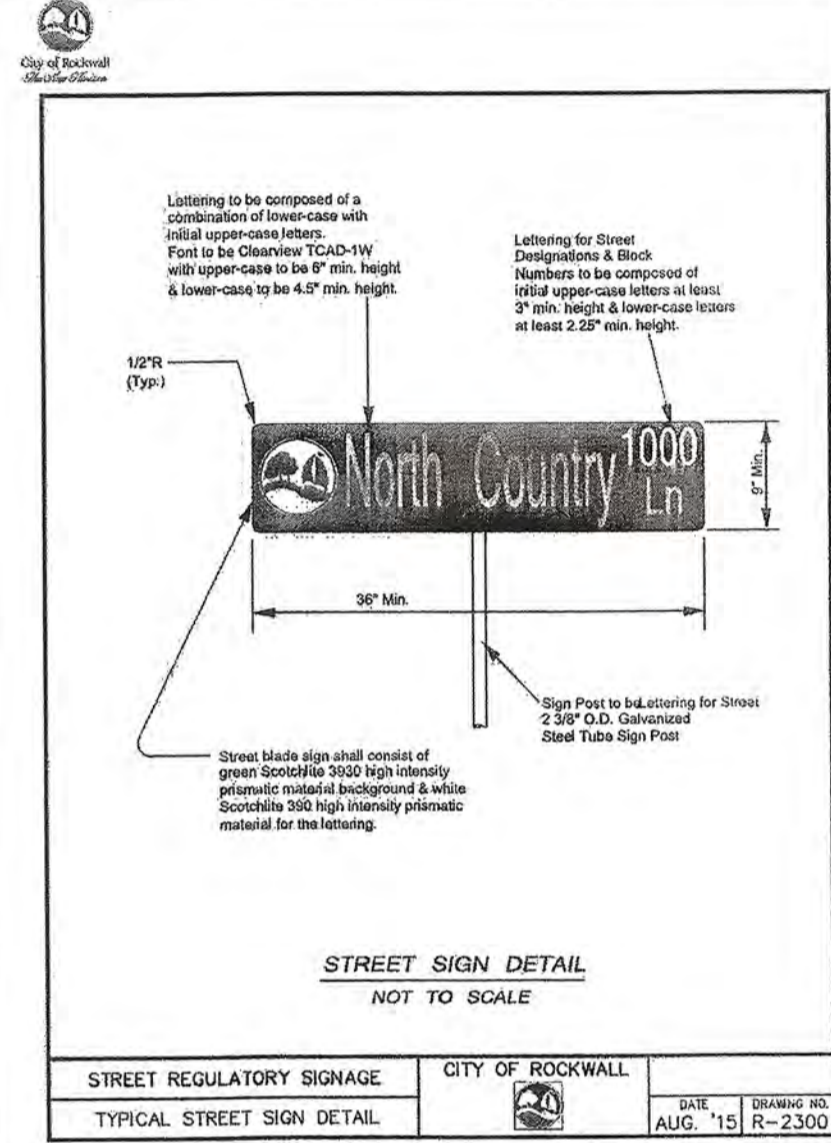 City of Rockwall
The New Horizon
Lettering to be composed of a
combination of lower-case with
initial upper-case letters.
Font to be Clearview TCAD-1W
with upper-case to be 6" min. height
& lower-case to be 4.5" min. height.
Lettering for Street
Designations & Block
Numbers to be composed of
initial upper-case letters at least
3" min. height & lower-case letters
at least 2.25" min. height.
1/2"R
(Typ.)
North Country
1000
Ln
9" Min.
36" Min.
Sign Post to be Lettering for Street
2 3/8" O.D. Galvanized
Steel Tube Sign Post
Street blade sign shall consist of
green Scotchlite 3930 high intensity
prismatic material background & white
Scotchlite 390 high intensity prismatic
material for the lettering.
STREET SIGN DETAIL
NOT TO SCALE
STREET REGULATORY SIGNAGE
TYPICAL STREET SIGN DETAIL
CITY OF ROCKWALL
DATE
AUG. '15
DRAWING NO.
R-2300